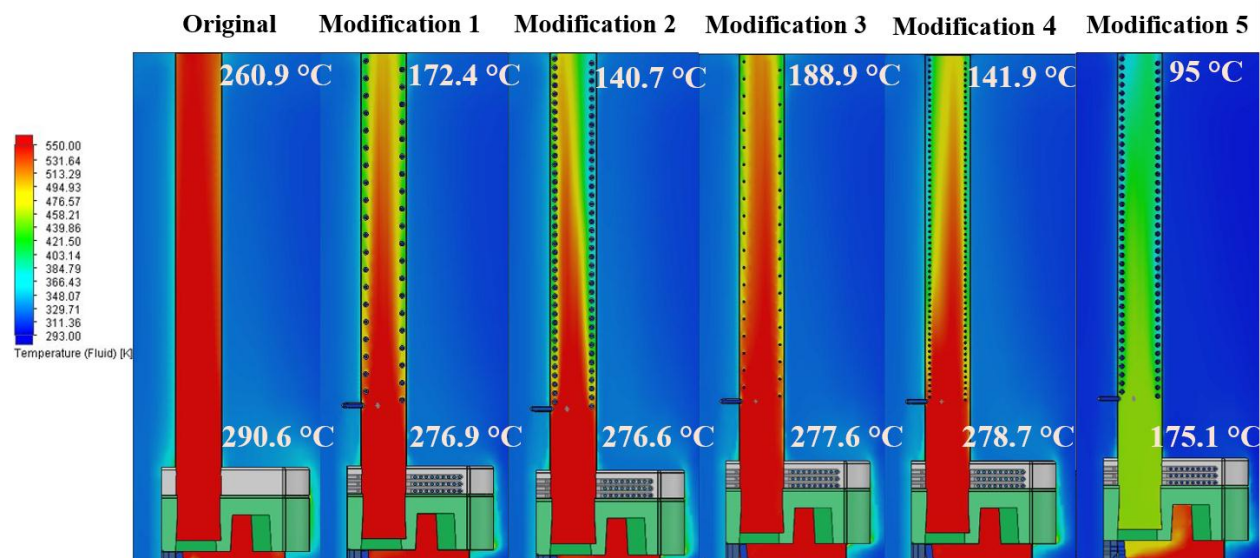 Original
Modification 1
Modification 2
Modification 3
Modification 4
Modification 5
260.9 °C
172.4 °C
140.7 °C
188.9 °C
141.9 °C
95 °C
550.00
531.64
513.29
494.93
476.57
458.21
439.86
421.50
403.14
384.79
366.43
348.07
329.71
311.36
293.00
Temperature (Fluid) [K]
290.6 °C
276.9 °C
276.6 °C
277.6 °C
278.7 °C
175.1 °C